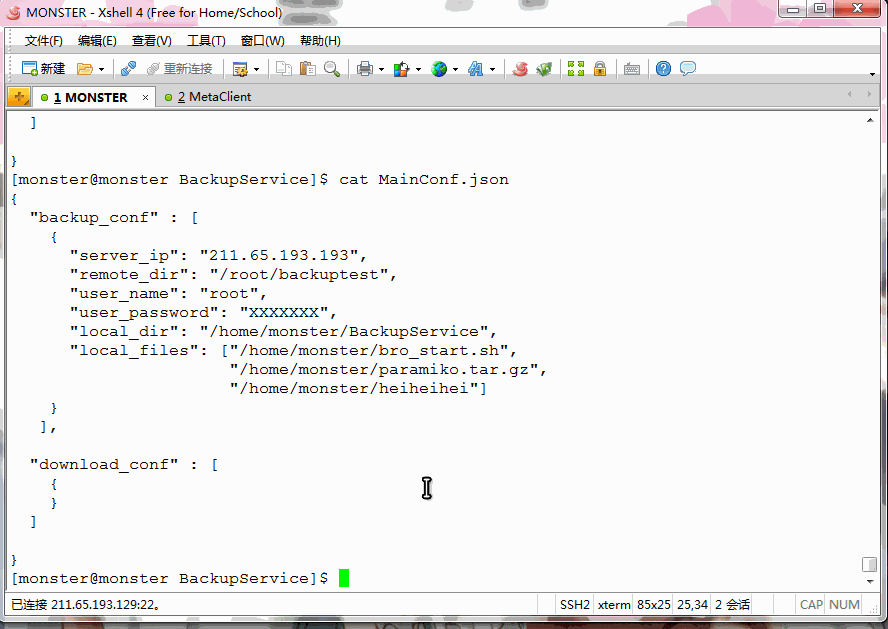 MONSTER - Xshell 4 (Free for Home/School)
文件(F) 编辑(E) 查看(V) 工具(T) 窗口(W) 帮助(H)
新建 重新连接
1 MONSTER × 2 MetaClient
]
}
[monster@monster BackupService]$ cat MainConf.json
{
"backup_conf" : [
{
"server_ip": "211.65.193.193",
"remote_dir": "/root/backuptest",
"user_name": "root",
"user_password": "XXXXXXX",
"local_dir": "/home/monster/BackupService",
"local_files": ["/home/monster/bro_start.sh",
"/home/monster/paramiko.tar.gz",
"/home/monster/heiheihei"]
}
],
"download_conf" : [
{
}
]
}
[monster@monster BackupService]$
已连接 211.65.193.129:22。 SSH2 xterm 85x25 25,34 2 会话 CAP NUM